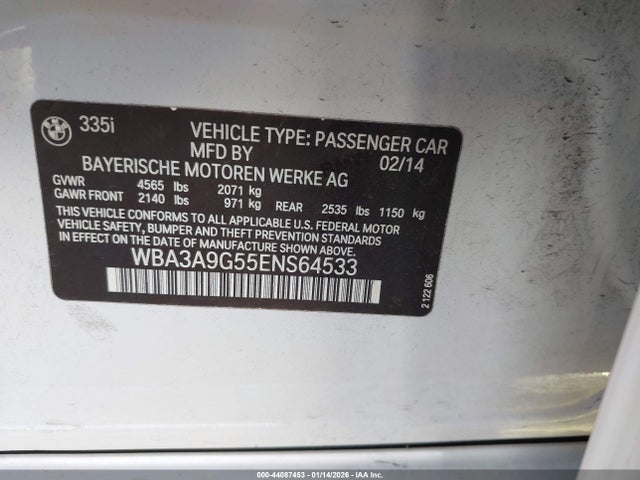 BMW
335i
VEHICLE TYPE: PASSENGER CAR
MFD BY 02/14
BAYERISCHE MOTOREN WERKE AG
GVWR 4565 lbs 2071 kg
GAWR FRONT 2140 lbs 971 kg REAR 2535 lbs 1150 kg
THIS VEHICLE CONFORMS TO ALL APPLICABLE U.S. FEDERAL MOTOR
VEHICLE SAFETY, BUMPER AND THEFT PREVENTION STANDARDS
IN EFFECT ON THE DATE OF MANUFACTURE SHOWN ABOVE.
WBA3A9G55ENS64533
2 122 606
000-44087453 - 01/14/2026 - IAA Inc.